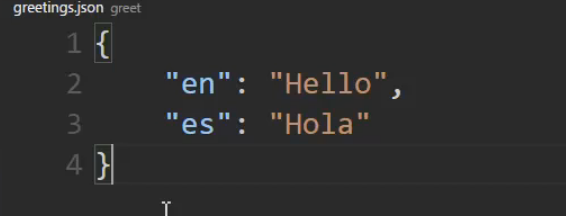 greetings.json greet
1 {
2     "en": "Hello",
3     "es": "Hola"
4 }